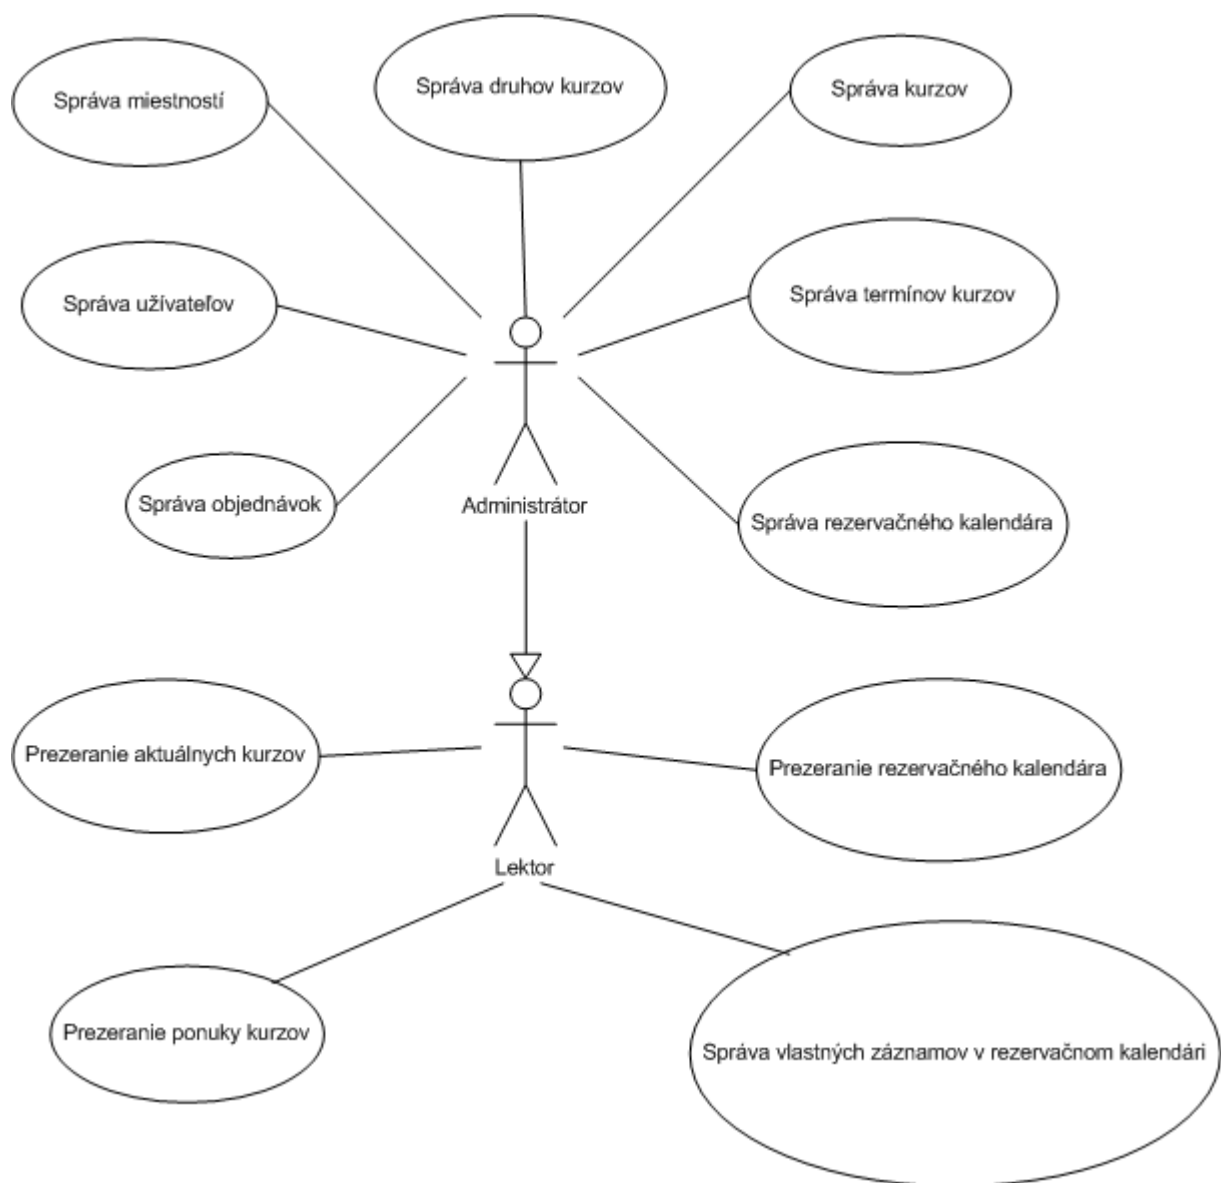 Správa miestností
Správa druhov kurzov
Správa kurzov
Správa užívateľov
Správa termínov kurzov
Správa objednávok
Administrátor
Správa rezervačného kalendára
Prezeranie aktuálnych kurzov
Prezeranie rezervačného kalendára
Lektor
Prezeranie ponuky kurzov
Správa vlastných záznamov v rezervačnom kalendári